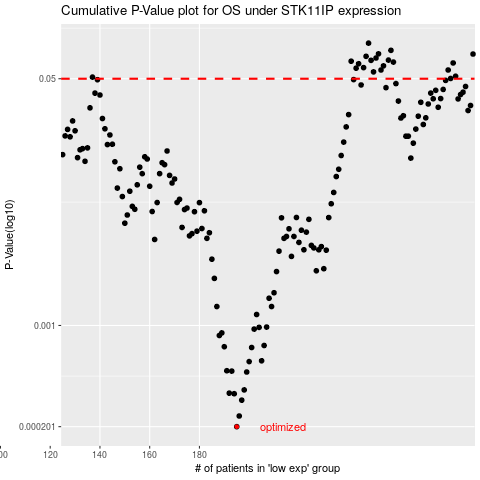 Cumulative P-Value plot for OS under STK11IP expression
P-Value(log10)
0.05
0.001
0.000201
optimized
00 120 140 160 180
# of patients in 'low exp' group